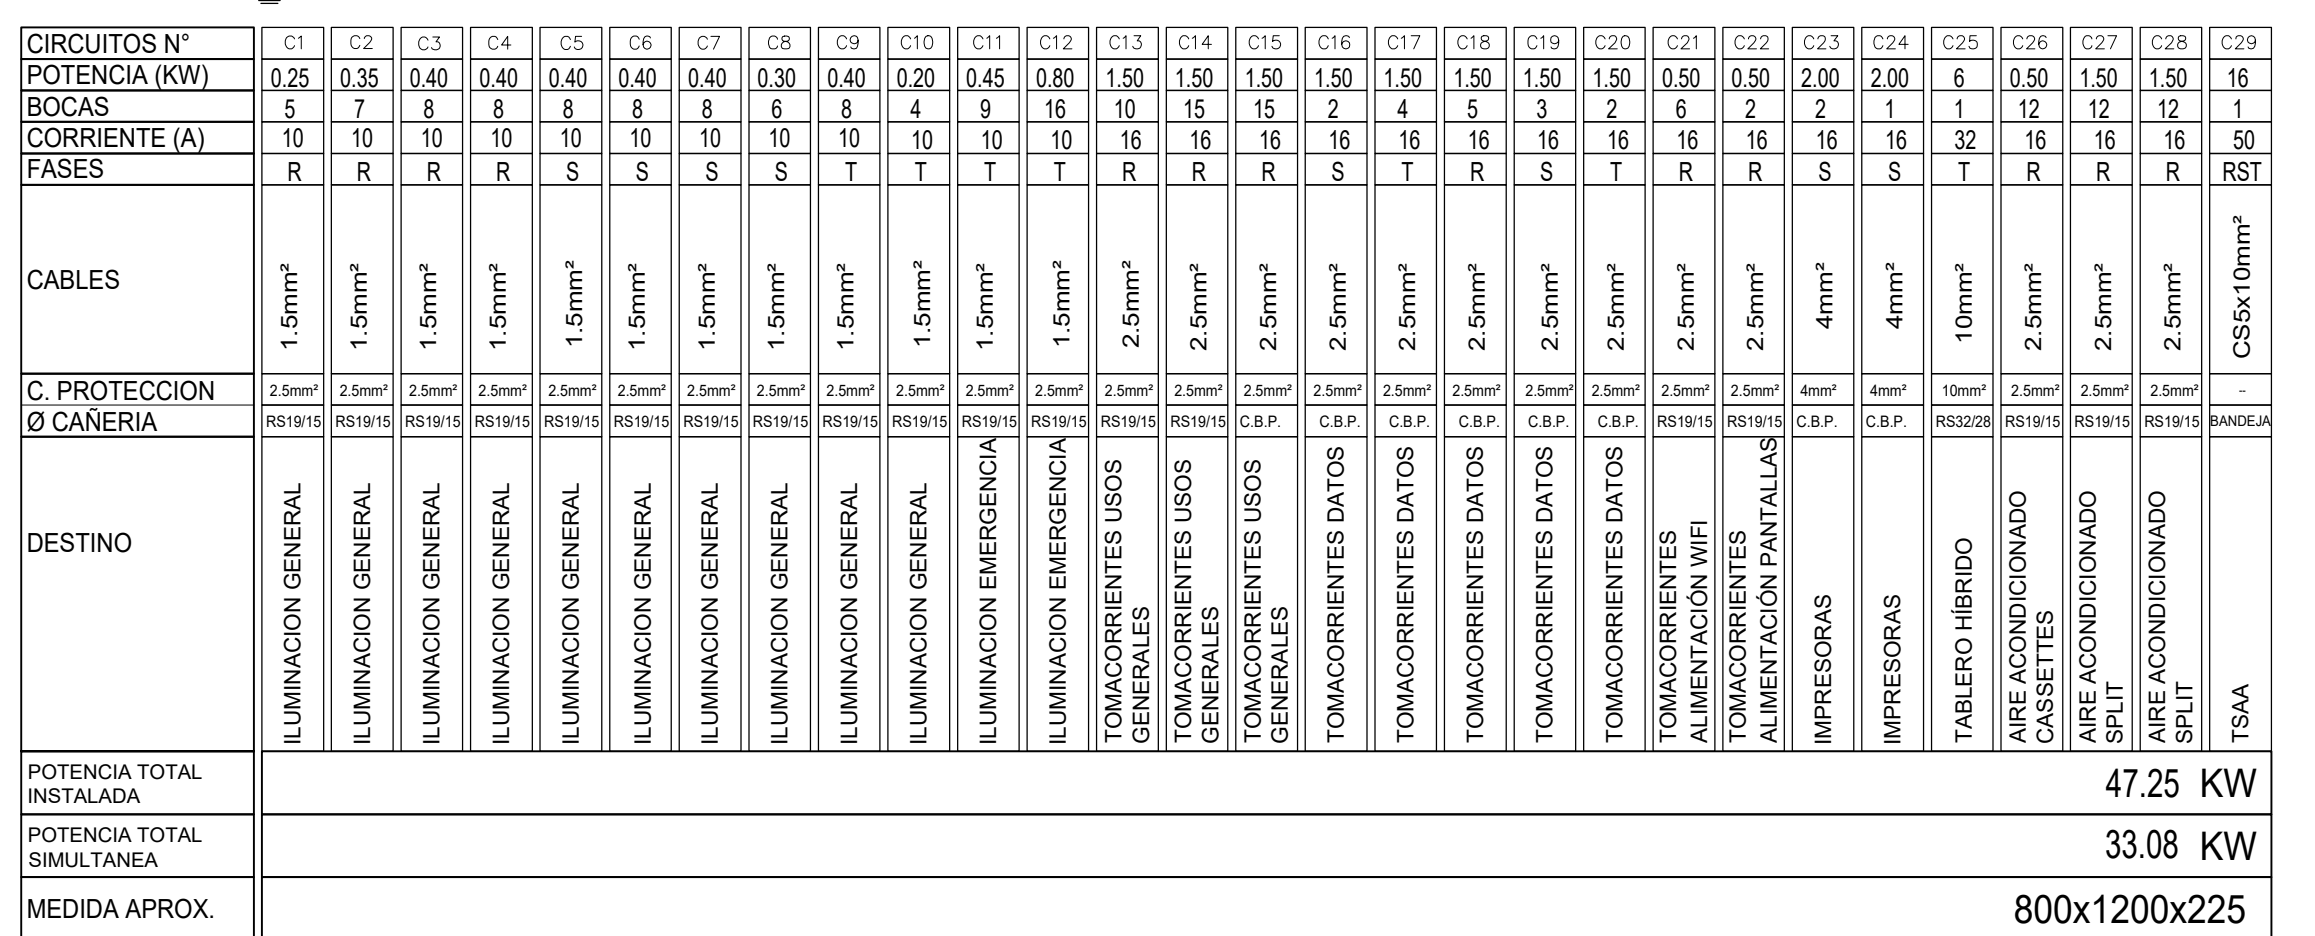 CIRCUITOS N° C1 C2 C3 C4 C5 C6 C7 C8 C9 C10 C11 C12 C13 C14 C15 C16 C17 C18 C19 C20 C21 C22 C23 C24 C25 C26 C27 C28 C29
POTENCIA (KW) 0.25 0.35 0.40 0.40 0.40 0.40 0.40 0.30 0.40 0.20 0.45 0.80 1.50 1.50 1.50 1.50 1.50 1.50 1.50 1.50 0.50 0.50 2.00 2.00 6 0.50 1.50 1.50 16
BOCAS 5 7 8 8 8 8 8 6 8 4 9 16 10 15 15 2 4 5 3 2 6 2 2 1 1 12 12 12 1
CORRIENTE (A) 10 10 10 10 10 10 10 10 10 10 10 10 16 16 16 16 16 16 16 16 16 16 16 16 32 16 16 16 50
FASES R R R R S S S S T T T T R R R S T R S T R R S S T R R R RST
CABLES 1.5mm² 1.5mm² 1.5mm² 1.5mm² 1.5mm² 1.5mm² 1.5mm² 1.5mm² 1.5mm² 1.5mm² 1.5mm² 1.5mm² 2.5mm² 2.5mm² 2.5mm² 2.5mm² 2.5mm² 2.5mm² 2.5mm² 2.5mm² 2.5mm² 2.5mm² 4mm² 4mm² 10mm² 2.5mm² 2.5mm² 2.5mm² CS5x10mm²
C. PROTECCION 2.5mm² 2.5mm² 2.5mm² 2.5mm² 2.5mm² 2.5mm² 2.5mm² 2.5mm² 2.5mm² 2.5mm² 2.5mm² 2.5mm² 2.5mm² 2.5mm² 2.5mm² 2.5mm² 2.5mm² 2.5mm² 2.5mm² 2.5mm² 2.5mm² 2.5mm² 4mm² 4mm² 10mm² 2.5mm² 2.5mm² 2.5mm² --
Ø CAÑERIA RS19/15 RS19/15 RS19/15 RS19/15 RS19/15 RS19/15 RS19/15 RS19/15 RS19/15 RS19/15 RS19/15 RS19/15 RS19/15 RS19/15 C.B.P. C.B.P. C.B.P. C.B.P. C.B.P. C.B.P. RS19/15 RS19/15 C.B.P. C.B.P. RS32/28 RS19/15 RS19/15 RS19/15 BANDEJA
DESTINO
ILUMINACION GENERAL
ILUMINACION GENERAL
ILUMINACION GENERAL
ILUMINACION GENERAL
ILUMINACION GENERAL
ILUMINACION GENERAL
ILUMINACION GENERAL
ILUMINACION GENERAL
ILUMINACION GENERAL
ILUMINACION GENERAL
ILUMINACION EMERGENCIA
ILUMINACION EMERGENCIA
TOMACORRIENTES USOS
GENERALES
TOMACORRIENTES USOS
GENERALES
TOMACORRIENTES USOS
GENERALES
TOMACORRIENTES DATOS
TOMACORRIENTES DATOS
TOMACORRIENTES DATOS
TOMACORRIENTES DATOS
TOMACORRIENTES DATOS
TOMACORRIENTES
ALIMENTACIÓN WIFI
TOMACORRIENTES
ALIMENTACIÓN PANTALLAS
IMPRESORAS
IMPRESORAS
TABLERO HÍBRIDO
AIRE ACONDICIONADO
CASSETTES
AIRE ACONDICIONADO
SPLIT
AIRE ACONDICIONADO
SPLIT
TSAA
POTENCIA TOTAL
INSTALADA
47.25 KW
POTENCIA TOTAL
SIMULTANEA
33.08 KW
MEDIDA APROX. 800x1200x225